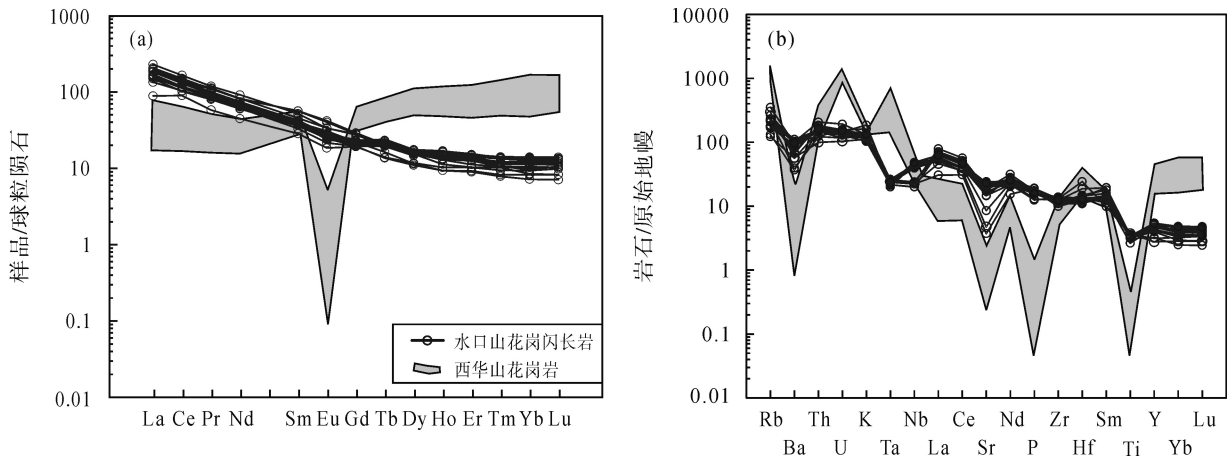 (a)
样品/球粒陨石
1000
100
10
1
0.1
0.01
La Ce Pr Nd Sm Eu Gd Tb Dy Ho Er Tm Yb Lu
水口山花岗闪长岩
西华山花岗岩
(b)
岩石/原始地幔
10000
1000
100
10
1
0.1
0.01
Rb Th K Nb Ce Nd Zr Sm Y Lu
Ba U Ta La Sr P Hf Ti Yb